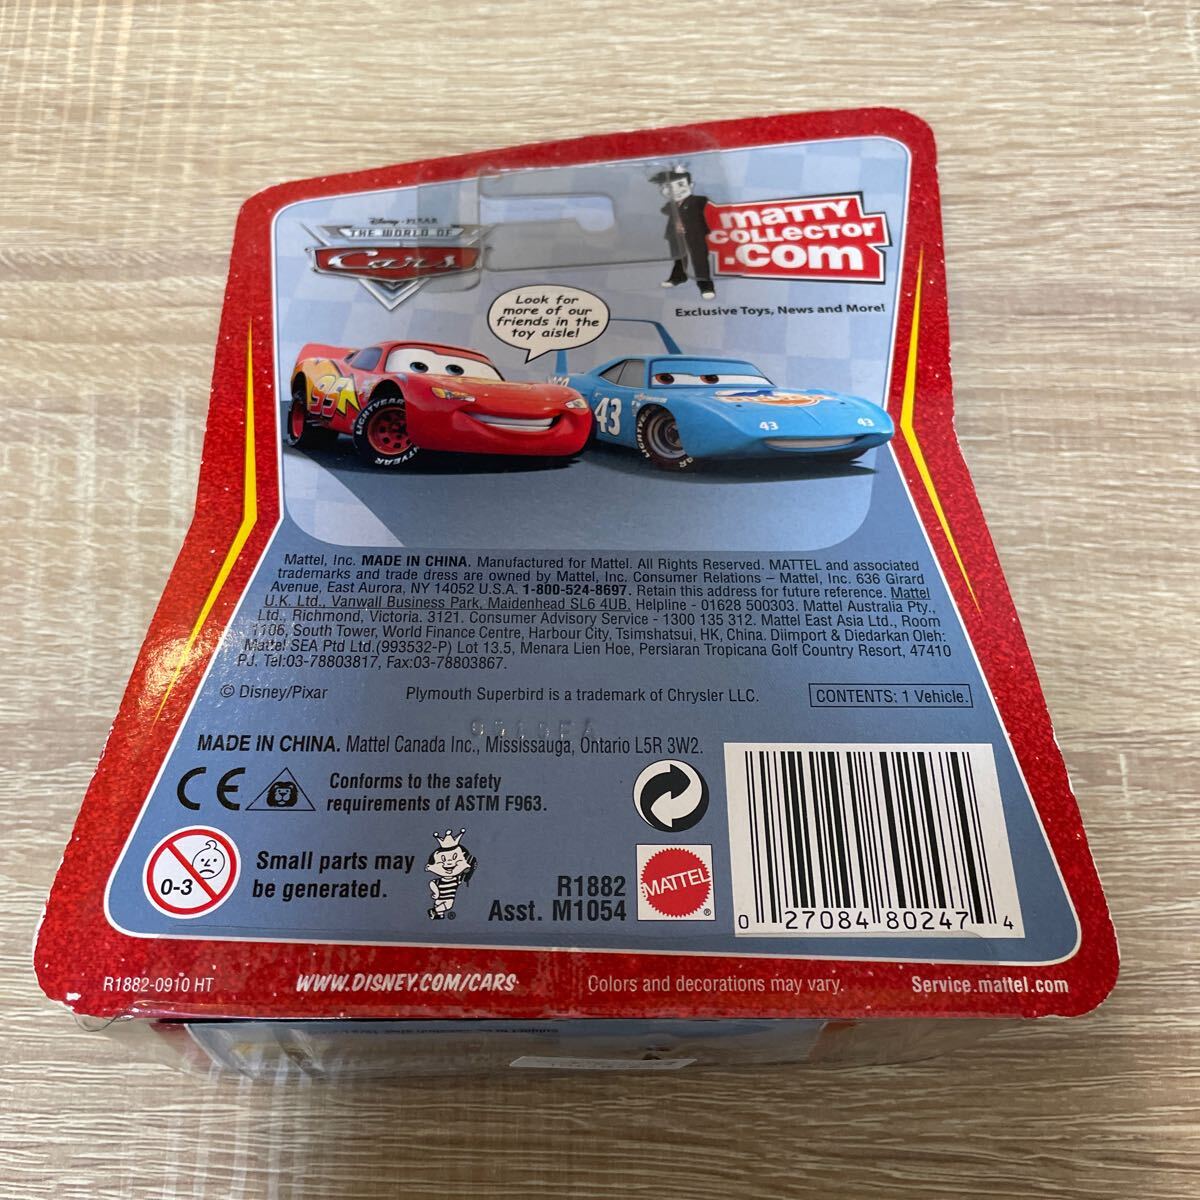 Disney·PIXAR
THE WORLD OF
Cars
matty
collector
.com
Exclusive Toys, News and More!
Look for
more of our
friends in the
toy aisle!
95
LIGHTYEAR
43
LIGHTYEAR
43
43
Mattel, Inc. MADE IN CHINA. Manufactured for Mattel. All Rights Reserved. MATTEL and associated
trademarks and trade dress are owned by Mattel, Inc. Consumer Relations – Mattel, Inc. 636 Girard
Avenue, East Aurora, NY 14052 U.S.A. 1-800-524-8697. Retain this address for future reference. Mattel
U.K. Ltd., Vanwall Business Park, Maidenhead SL6 4UB. Helpline - 01628 500303. Mattel Australia Pty.,
Ltd., Richmond, Victoria. 3121. Consumer Advisory Service - 1300 135 312. Mattel East Asia Ltd., Room
1106, South Tower, World Finance Centre, Harbour City, Tsimshatsui, HK, China. Diimport & Diedarkan Oleh:
Mattel SEA Ptd Ltd.(993532-P) Lot 13.5, Menara Lien Hoe, Persiaran Tropicana Golf Country Resort, 47410
PJ. Tel:03-78803817, Fax:03-78803867.
© Disney/Pixar
Plymouth Superbird is a trademark of Chrysler LLC.
CONTENTS: 1 Vehicle.
MADE IN CHINA. Mattel Canada Inc., Mississauga, Ontario L5R 3W2.
CE
Conforms to the safety
requirements of ASTM F963.
0-3
Small parts may
be generated.
R1882
Asst. M1054
MATTEL
®
0 27084 80247 4
R1882-0910 HT
WWW.DISNEY.COM/CARS
Colors and decorations may vary.
Service.mattel.com